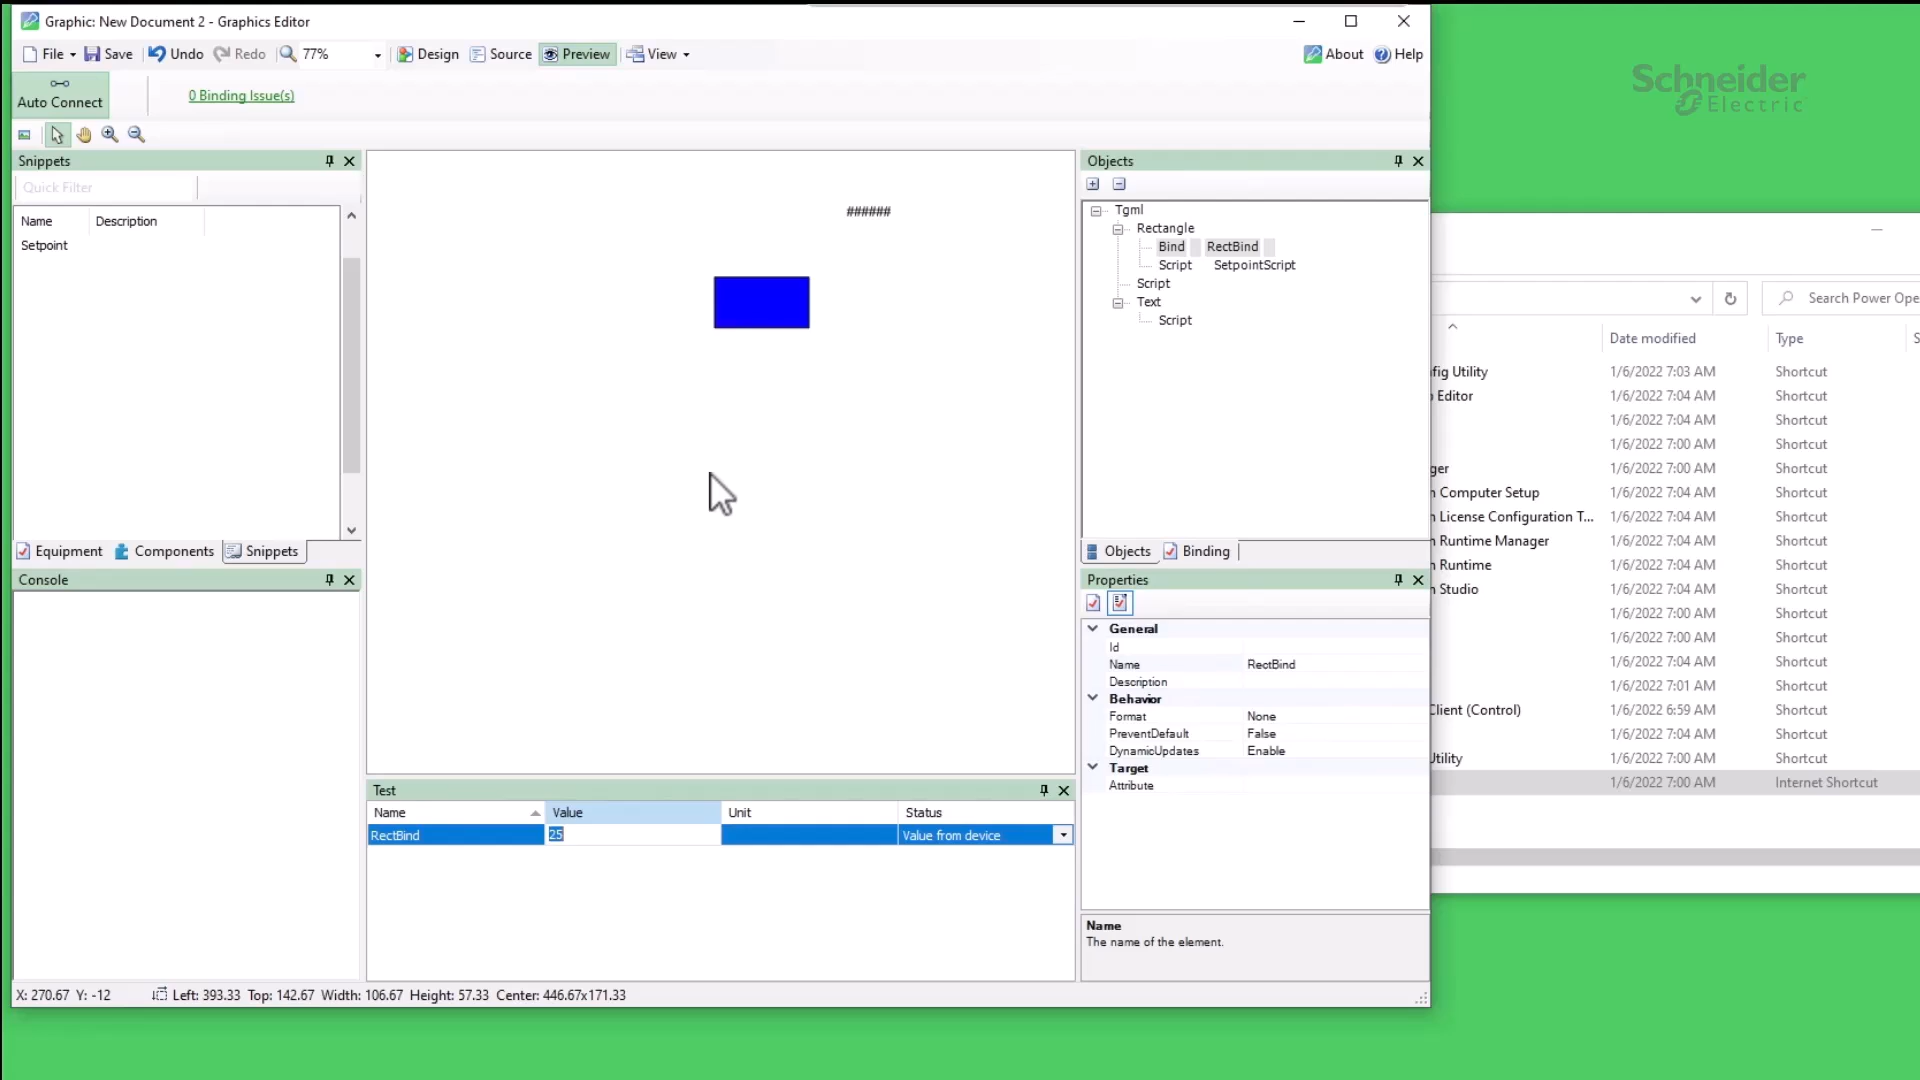 Graphic: New Document 2 - Graphics Editor
File Save Undo Redo 77% Design Source Preview View About Help
Schneider Electric
Auto Connect 0 Binding Issue(s)
Snippets
Quick Filter
Name Description
Setpoint
Equipment Components Snippets
Console
######
Objects
Tgml
Rectangle
Bind RectBind
Script SetpointScript
Script
Text
Script
Objects Binding
Properties
General
Id
Name RectBind
Description
Behavior
Format None
PreventDefault False
DynamicUpdates Enable
Target
Attribute
Name
The name of the element.
Test
Name Value Unit Status
RectBind 25 Value from device
X: 270.67 Y: -12 Left: 393.33 Top: 142.67 Width: 106.67 Height: 57.33 Center: 446.67x171.33
Search Power Ope
Date modified Type S
fig Utility 1/6/2022 7:03 AM Shortcut
Editor 1/6/2022 7:04 AM Shortcut
1/6/2022 7:04 AM Shortcut
1/6/2022 7:00 AM Shortcut
ger 1/6/2022 7:00 AM Shortcut
n Computer Setup 1/6/2022 7:04 AM Shortcut
n License Configuration T... 1/6/2022 7:04 AM Shortcut
n Runtime Manager 1/6/2022 7:04 AM Shortcut
n Runtime 1/6/2022 7:04 AM Shortcut
n Studio 1/6/2022 7:04 AM Shortcut
1/6/2022 7:00 AM Shortcut
1/6/2022 7:00 AM Shortcut
1/6/2022 7:04 AM Shortcut
1/6/2022 7:01 AM Shortcut
Client (Control) 1/6/2022 6:59 AM Shortcut
1/6/2022 7:04 AM Shortcut
Utility 1/6/2022 7:00 AM Shortcut
1/6/2022 7:00 AM Internet Shortcut